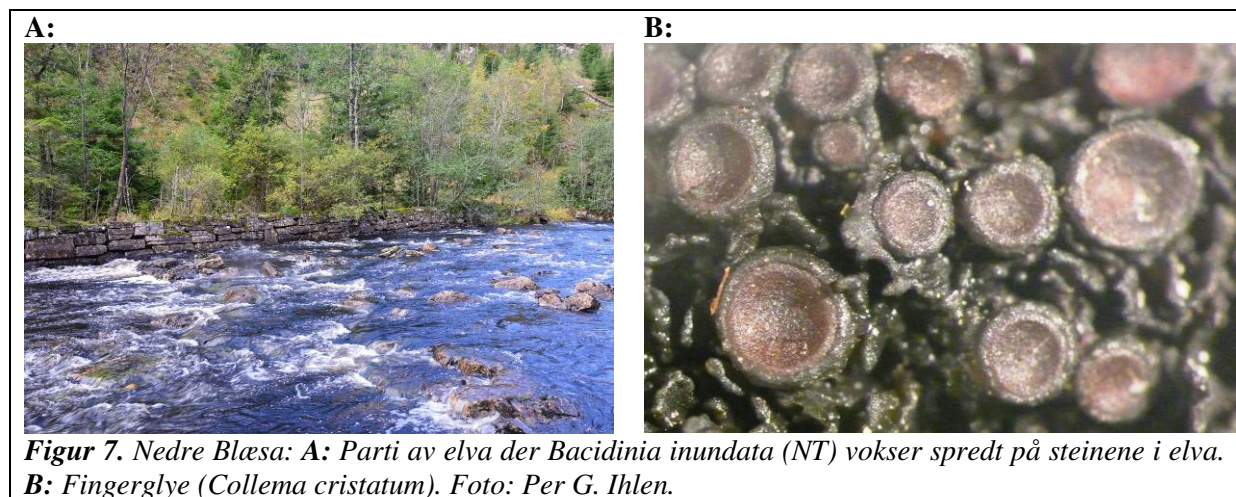 A:
B:
Figur 7. Nedre Blæsa: A: Parti av elva der Bacidinia inundata (NT) vokser spredt på steinene i elva.
B: Fingerglye (Collema cristatum). Foto: Per G. Ihlen.